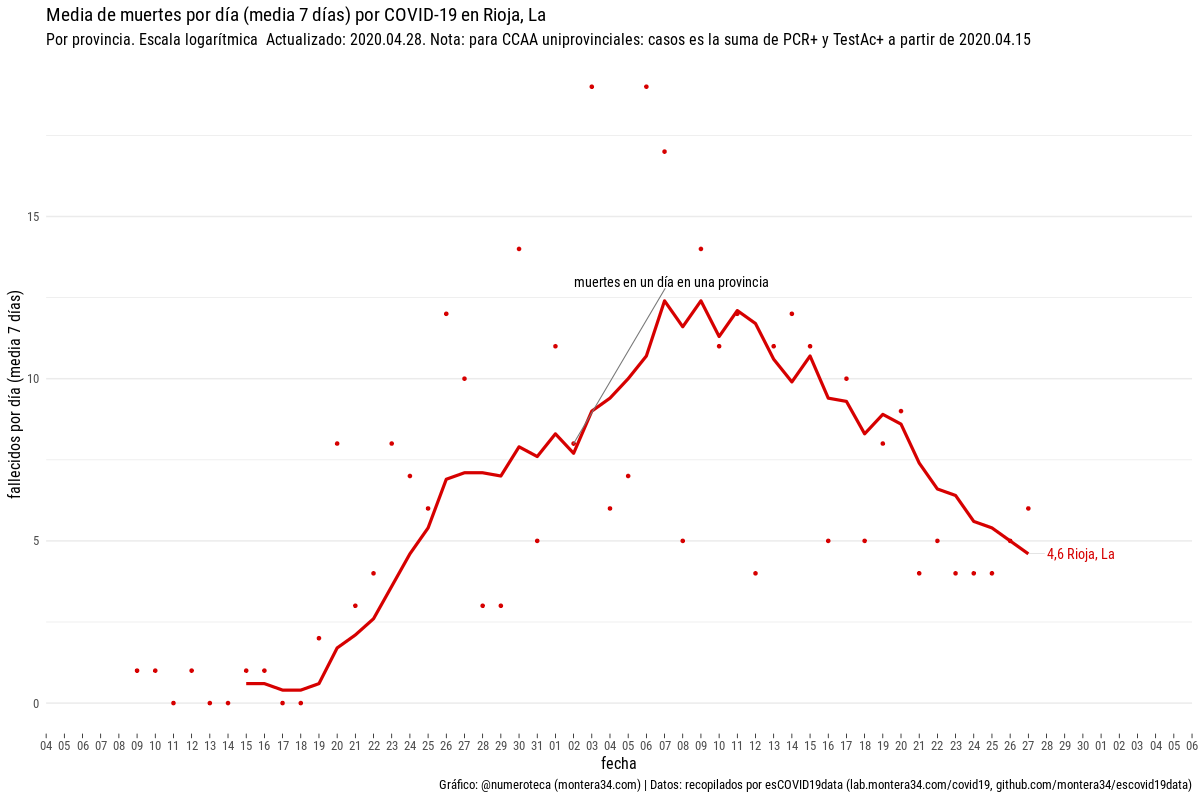 Media de muertes por día (media 7 días) por COVID-19 en Rioja, La
Por provincia. Escala logarítmica  Actualizado: 2020.04.28. Nota: para CCAA uniprovinciales: casos es la suma de PCR+ y TestAc+ a partir de 2020.04.15
fallecidos por día (media 7 días)
15
10
5
0
muertes en un día en una provincia
4,6 Rioja, La
04 05 06 07 08 09 10 11 12 13 14 15 16 17 18 19 20 21 22 23 24 25 26 27 28 29 30 31 01 02 03 04 05 06 07 08 09 10 11 12 13 14 15 16 17 18 19 20 21 22 23 24 25 26 27 28 29 30 01 02 03 04 05 06
fecha
Gráfico: @numeroteca (montera34.com) | Datos: recopilados por esCOVID19data (lab.montera34.com/covid19, github.com/montera34/escovid19data)